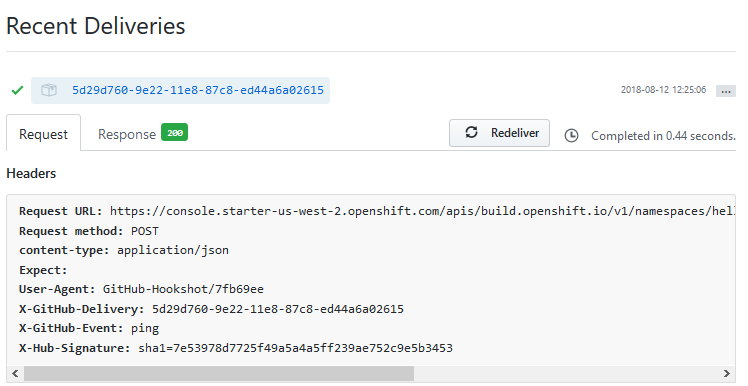 Recent Deliveries
5d29d760-9e22-11e8-87c8-ed44a6a02615 2018-08-12 12:25:06 ...
Request Response 200 Redeliver Completed in 0.44 seconds.
Headers
Request URL: https://console.starter-us-west-2.openshift.com/apis/build.openshift.io/v1/namespaces/hell
Request method: POST
content-type: application/json
Expect:
User-Agent: GitHub-Hookshot/7fb69ee
X-GitHub-Delivery: 5d29d760-9e22-11e8-87c8-ed44a6a02615
X-GitHub-Event: ping
X-Hub-Signature: sha1=7e53978d7725f49a5a4a5ff239ae752c9e5b3453